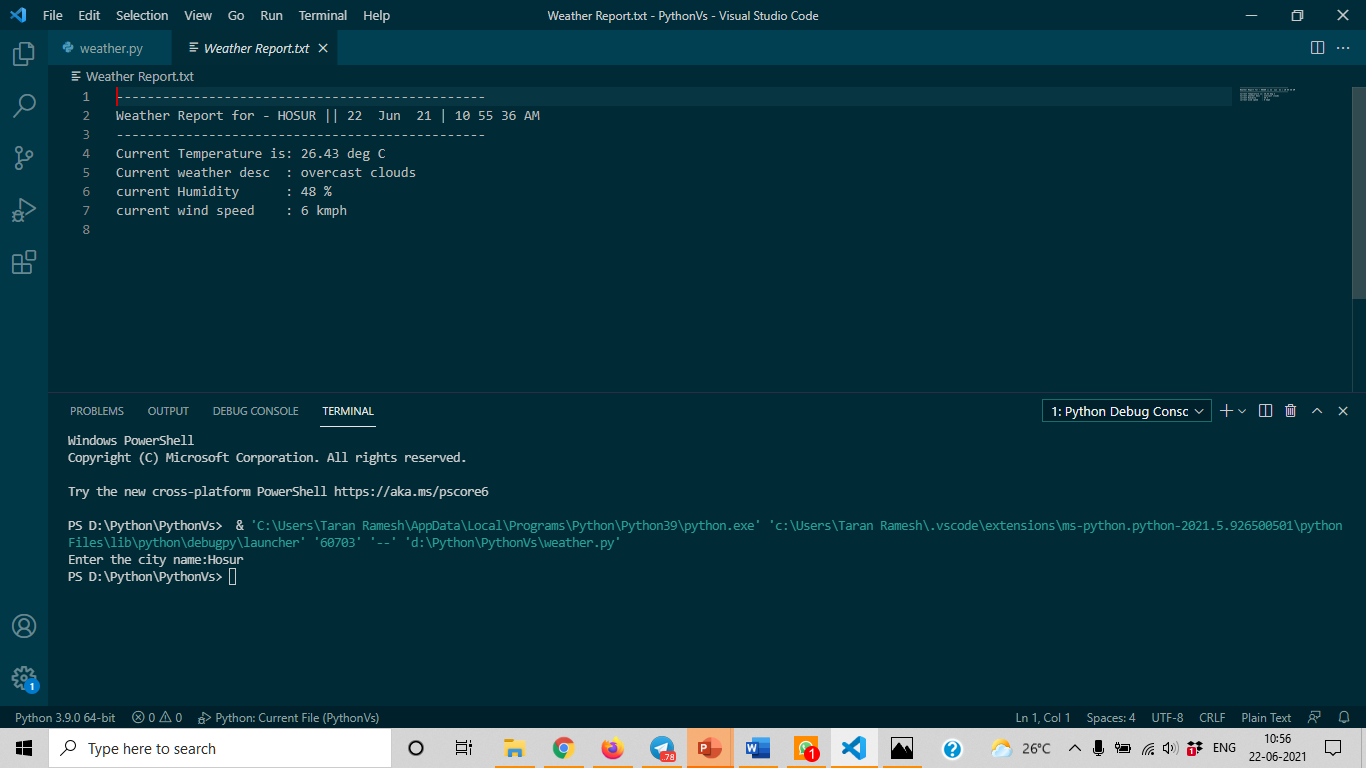 File Edit Selection View Go Run Terminal Help Weather Report.txt - PythonVs - Visual Studio Code
weather.py Weather Report.txt
Weather Report.txt
1 ------------------------------------------------
2 Weather Report for - HOSUR || 22  Jun  21 | 10 55 36 AM
3 ------------------------------------------------
4 Current Temperature is: 26.43 deg C
5 Current weather desc  : overcast clouds
6 current Humidity      : 48 %
7 current wind speed    : 6 kmph
8
PROBLEMS OUTPUT DEBUG CONSOLE TERMINAL 1: Python Debug Consc
Windows PowerShell
Copyright (C) Microsoft Corporation. All rights reserved.
Try the new cross-platform PowerShell https://aka.ms/pscore6
PS D:\Python\PythonVs>  & 'C:\Users\Taran Ramesh\AppData\Local\Programs\Python\Python39\python.exe' 'c:\Users\Taran Ramesh\.vscode\extensions\ms-python.python-2021.5.926500501\python
Files\lib\python\debugpy\launcher' '60703' '--' 'd:\Python\PythonVs\weather.py'
Enter the city name:Hosur
PS D:\Python\PythonVs>
1
Python 3.9.0 64-bit 0 0 Python: Current File (PythonVs) Ln 1, Col 1 Spaces: 4 UTF-8 CRLF Plain Text
Type here to search ..78 1 26°C 1 ENG 10:56
22-06-2021